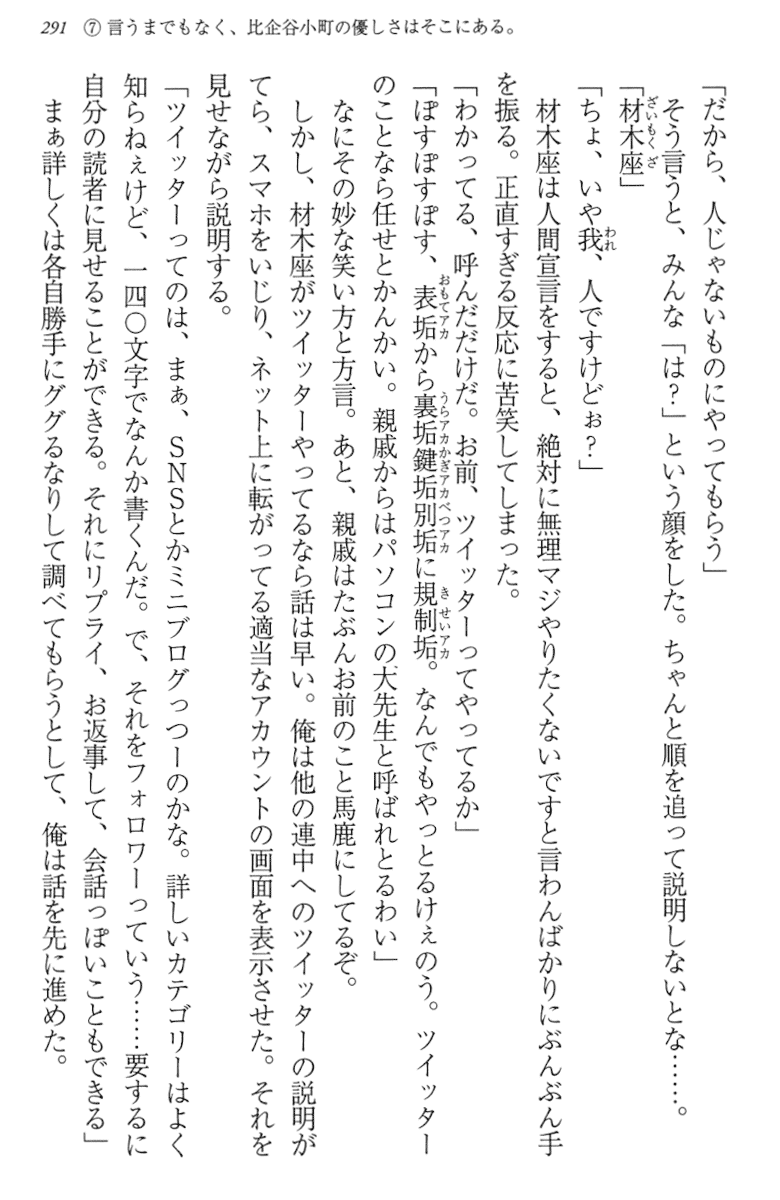 291 ⑦言うまでもなく、比企谷小町の優しさはそこにある。
「だから、人じゃないものにやってもらう」
そう言うと、みんな「は？」という顔をした。ちゃんと順を追って説明しないとな……。
「材木座」
「ちょ、いや我、人ですけどぉ？」
材木座は人間宣言をすると、絶対に無理マジやりたくないですと言わんばかりにぶんぶん手
を振る。正直すぎる反応に苦笑してしまった。
「わかってる、呼んだだけだ。お前、ツイッターってやってるか」
「ぽすぽすぽす、表垢から裏垢鍵垢別垢に規制垢。なんでもやっとるけぇのう。ツイッター
のことなら任せとかんかい。親戚からはパソコンの大先生と呼ばれとるわい」
なにその妙な笑い方と方言。あと、親戚はたぶんお前のこと馬鹿にしてるぞ。
しかし、材木座がツイッターやってるなら話は早い。俺は他の連中へのツイッターの説明が
てら、スマホをいじり、ネット上に転がってる適当なアカウントの画面を表示させた。それを
見せながら説明する。
「ツイッターってのは、まぁ、ＳＮＳとかミニブログっつーのかな。詳しいカテゴリーはよく
知らねぇけど、一四〇文字でなんか書くんだ。で、それをフォロワーっていう……要するに
自分の読者に見せることができる。それにリプライ、お返事して、会話っぽいこともできる」
まぁ詳しくは各自勝手にググるなりして調べてもらうとして、俺は話を先に進めた。